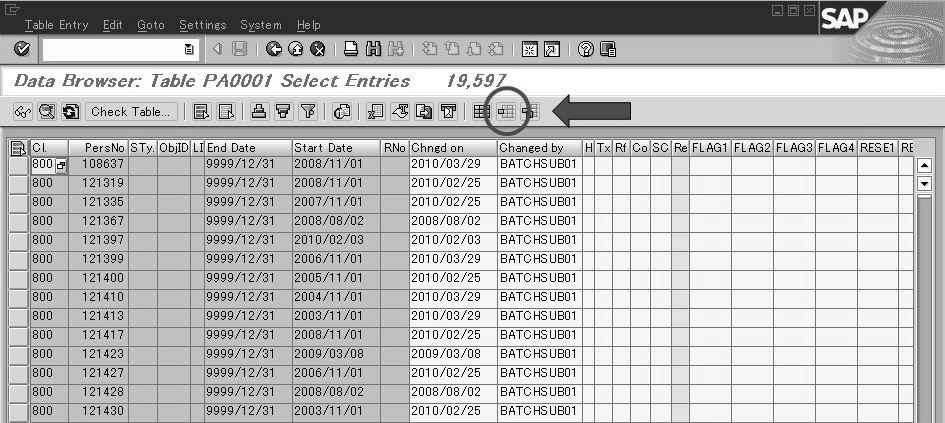 Table Entry Edit Goto Settings System Help
SAP
Data Browser: Table PA0001 Select Entries 19,597
Check Table...
Cl. PersNo STy. ObjID LI End Date Start Date RNo Chngd on Changed by H Tx Rf Co SC Re FLAG1 FLAG2 FLAG3 FLAG4 RESE1 RE
800 108637 9999/12/31 2008/11/01 2010/03/29 BATCHSUB01
800 121319 9999/12/31 2008/11/01 2010/02/25 BATCHSUB01
800 121335 9999/12/31 2007/11/01 2010/02/25 BATCHSUB01
800 121367 9999/12/31 2008/08/02 2008/08/02 BATCHSUB01
800 121397 9999/12/31 2010/02/03 2010/02/03 BATCHSUB01
800 121399 9999/12/31 2006/11/01 2010/03/29 BATCHSUB01
800 121400 9999/12/31 2005/11/01 2010/02/25 BATCHSUB01
800 121410 9999/12/31 2004/11/01 2010/03/29 BATCHSUB01
800 121413 9999/12/31 2003/11/01 2010/03/29 BATCHSUB01
800 121417 9999/12/31 2008/11/01 2010/02/25 BATCHSUB01
800 121423 9999/12/31 2009/03/08 2009/03/08 BATCHSUB01
800 121427 9999/12/31 2006/11/01 2010/02/25 BATCHSUB01
800 121428 9999/12/31 2008/08/02 2008/08/02 BATCHSUB01
800 121430 9999/12/31 2003/11/01 2010/02/25 BATCHSUB01